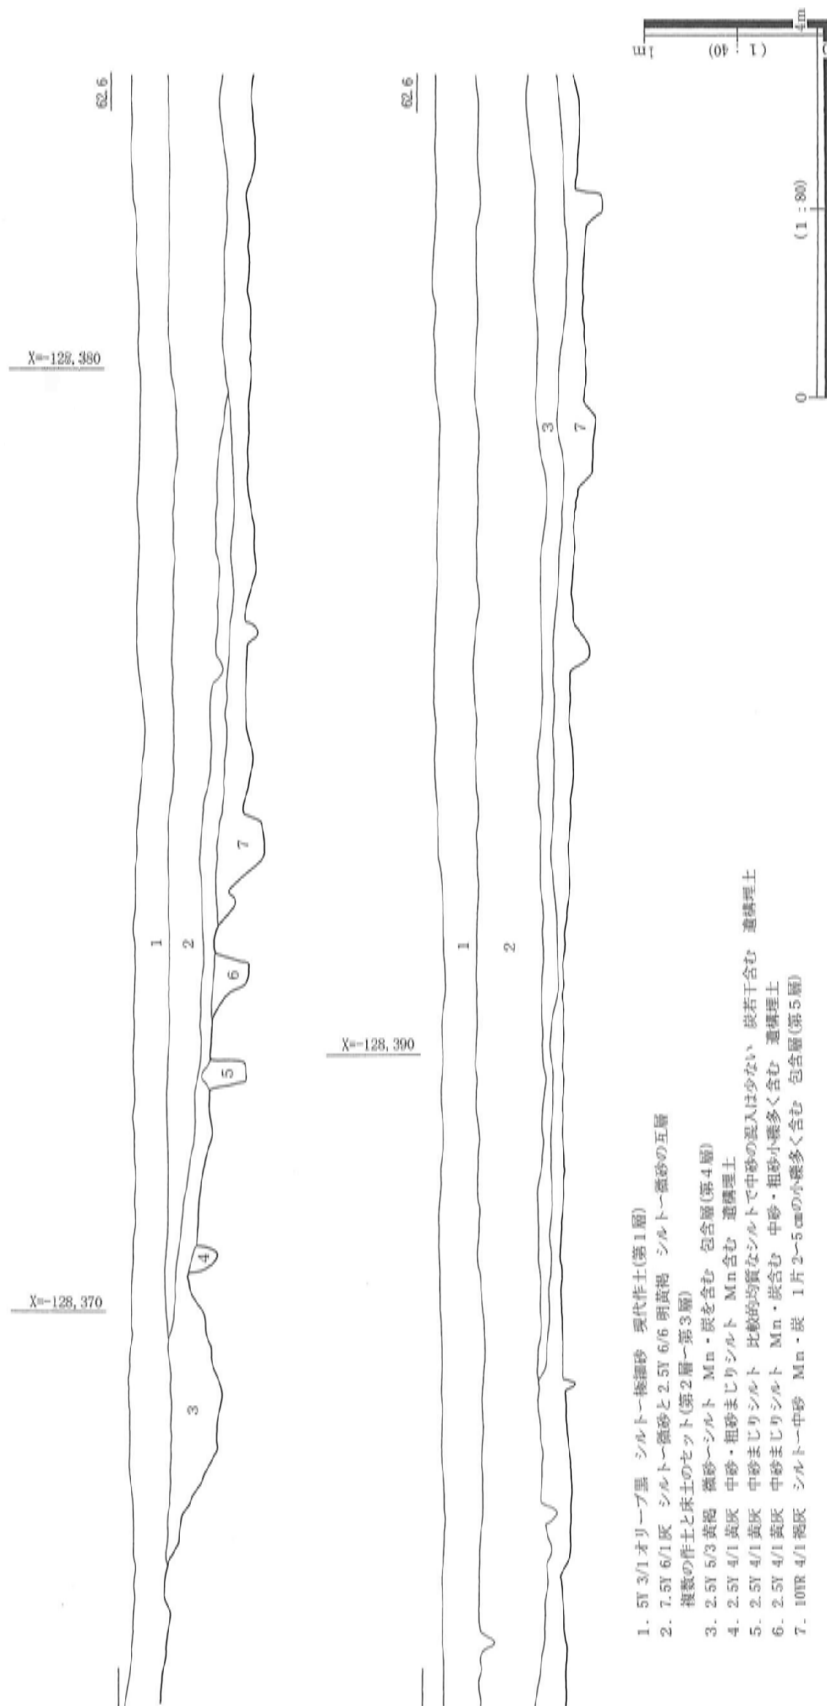 62.6
X=-128,380
1
2
3
4
5
6
7
X=-128,370
62.6
1
2
3
7
X=-128,390
1. 5Y 3/1 オリーブ黒 シルト〜極細砂 現代作土(第1層)
2. 7.5Y 6/1 灰 シルト〜微砂と 2.5Y 6/6 明黄褐 シルト〜微砂の互層
複数の作土と床土のセット(第2層〜第3層)
3. 2.5Y 5/3 黄褐 微砂〜シルト Mn・炭を含む 包含層(第4層)
4. 2.5Y 4/1 黄灰 中砂・粗砂まじりシルト Mn含む 遺構埋土
5. 2.5Y 4/1 黄灰 中砂まじりシルト 比較的均質なシルトで中砂の混入は少ない 炭若干含む 遺構埋土
6. 2.5Y 4/1 黄灰 中砂まじりシルト Mn・炭含む 中砂・粗砂小礫多く含む 遺構埋土
7. 10YR 4/1 褐灰 シルト〜中砂 Mn・炭 1片2〜5㎝の小礫多く含む 包含層(第5層)
1m
(1 : 40)
0
(1 : 80)
4m